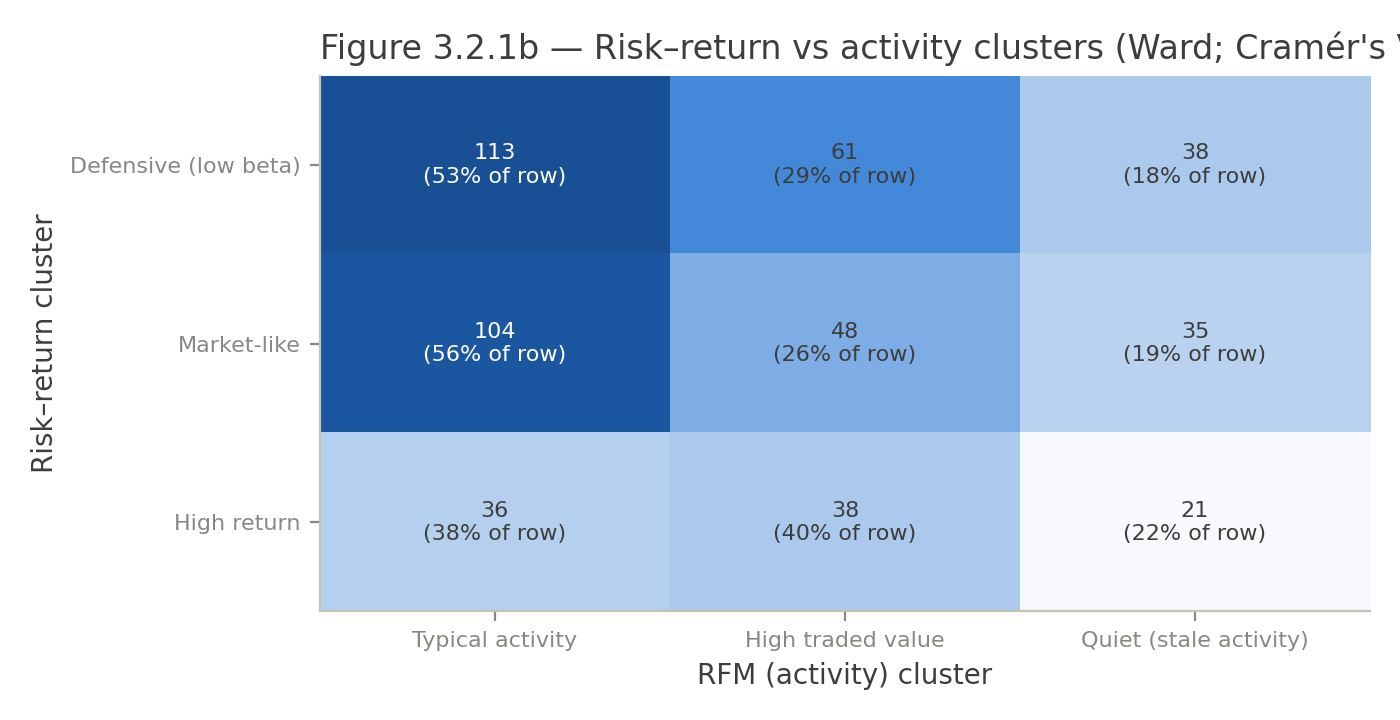 Figure 3.2.1b — Risk–return vs activity clusters (Ward; Cramér's
Risk–return cluster
Defensive (low beta)
113
(53% of row)
61
(29% of row)
38
(18% of row)
Market-like
104
(56% of row)
48
(26% of row)
35
(19% of row)
High return
36
(38% of row)
38
(40% of row)
21
(22% of row)
Typical activity
High traded value
Quiet (stale activity)
RFM (activity) cluster